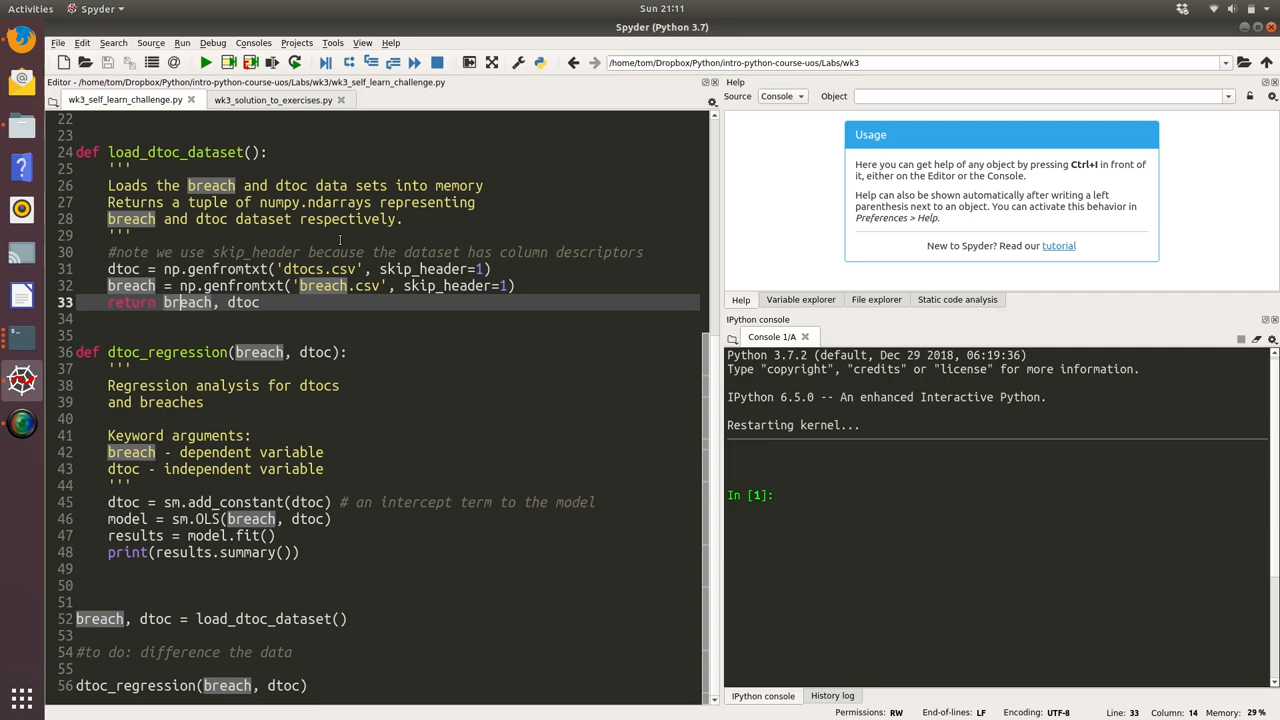 Activities
Spyder
Sun 21:11
Spyder (Python 3.7)
File Edit Search Source Run Debug Consoles Projects Tools View Help
/home/tom/Dropbox/Python/intro-python-course-uos/Labs/wk3
Editor - /home/tom/Dropbox/Python/intro-python-course-uos/Labs/wk3/wk3_self_learn_challenge.py
wk3_self_learn_challenge.py
wk3_solution_to_exercises.py
22
23
24 def load_dtoc_dataset():
25     '''
26     Loads the breach and dtoc data sets into memory
27     Returns a tuple of numpy.ndarrays representing
28     breach and dtoc dataset respectively.
29     '''
30     #note we use skip_header because the dataset has column descriptors
31     dtoc = np.genfromtxt('dtocs.csv', skip_header=1)
32     breach = np.genfromtxt('breach.csv', skip_header=1)
33     return breach, dtoc
34
35
36 def dtoc_regression(breach, dtoc):
37     '''
38     Regression analysis for dtocs
39     and breaches
40
41     Keyword arguments:
42     breach - dependent variable
43     dtoc - independent variable
44     '''
45     dtoc = sm.add_constant(dtoc) # an intercept term to the model
46     model = sm.OLS(breach, dtoc)
47     results = model.fit()
48     print(results.summary())
49
50
51
52 breach, dtoc = load_dtoc_dataset()
53
54 #to do: difference the data
55
56 dtoc_regression(breach, dtoc)
Help
Source Console Object
Usage
Here you can get help of any object by pressing Ctrl+I in front of
it, either on the Editor or the Console.
Help can also be shown automatically after writing a left
parenthesis next to an object. You can activate this behavior in
Preferences > Help.
New to Spyder? Read our tutorial
Help Variable explorer File explorer Static code analysis
IPython console
Console 1/A
Python 3.7.2 (default, Dec 29 2018, 06:19:36)
Type "copyright", "credits" or "license" for more information.
IPython 6.5.0 -- An enhanced Interactive Python.
Restarting kernel...
In [1]:
IPython console History log
Permissions: RW End-of-lines: LF Encoding: UTF-8 Line: 33 Column: 14 Memory: 29 %